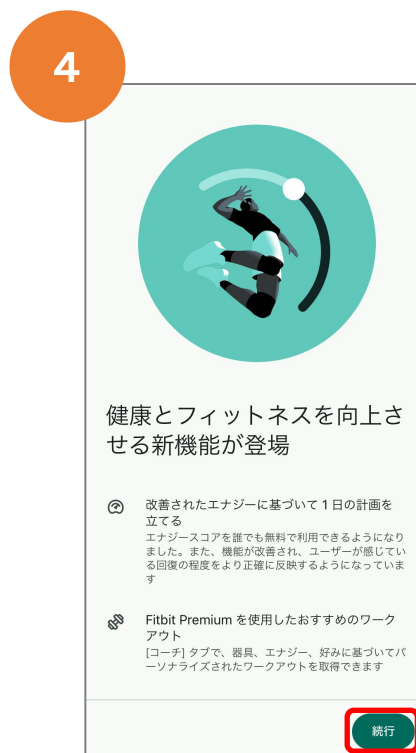 4
健康とフィットネスを向上さ
せる新機能が登場
改善されたエナジーに基づいて 1 日の計画を
立てる
エナジースコアを誰でも無料で利用できるようになり
ました。また、機能が改善され、ユーザーが感じてい
る回復の程度をより正確に反映するようになっていま
す
Fitbit Premium を使用したおすすめのワーク
アウト
[コーチ] タブで、器具、エナジー、好みに基づいてパ
ーソナライズされたワークアウトを取得できます
続行